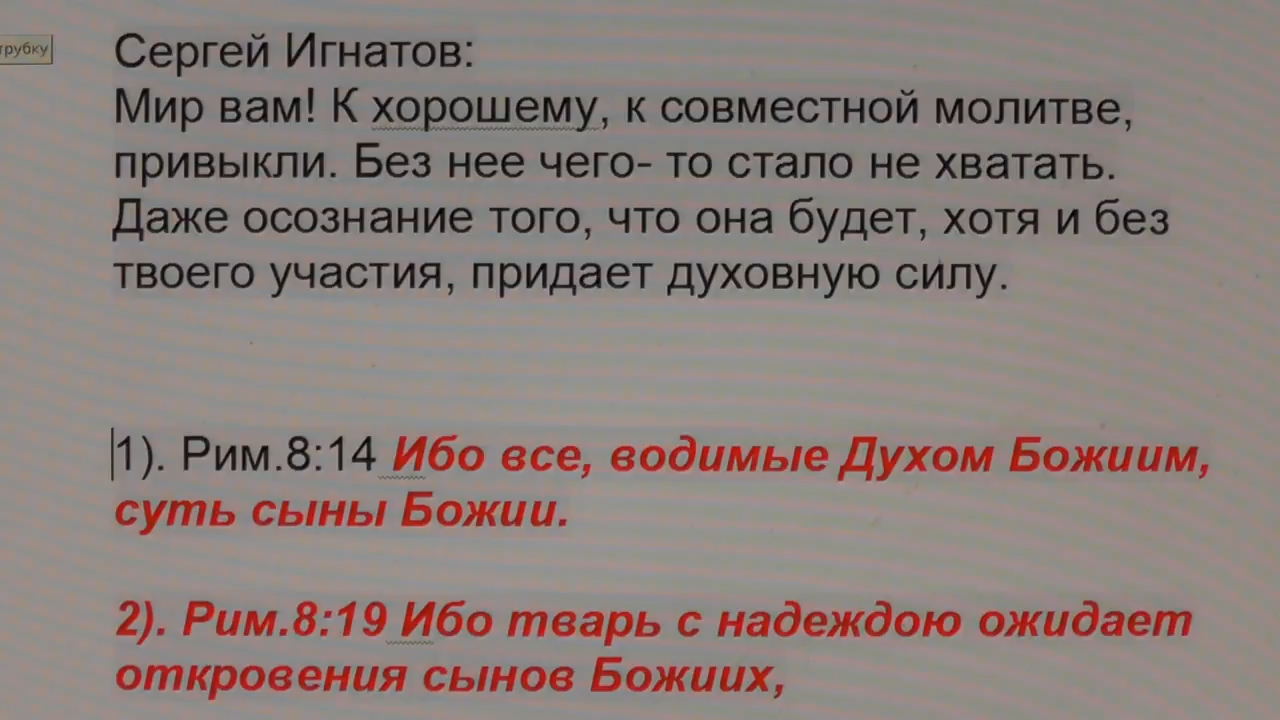 трубку
Сергей Игнатов:
Мир вам! К хорошему, к совместной молитве,
привыкли. Без нее чего- то стало не хватать.
Даже осознание того, что она будет, хотя и без
твоего участия, придает духовную силу.
1). Рим.8:14 Ибо все, водимые Духом Божиим,
суть сыны Божии.
2). Рим.8:19 Ибо тварь с надеждою ожидает
откровения сынов Божиих,